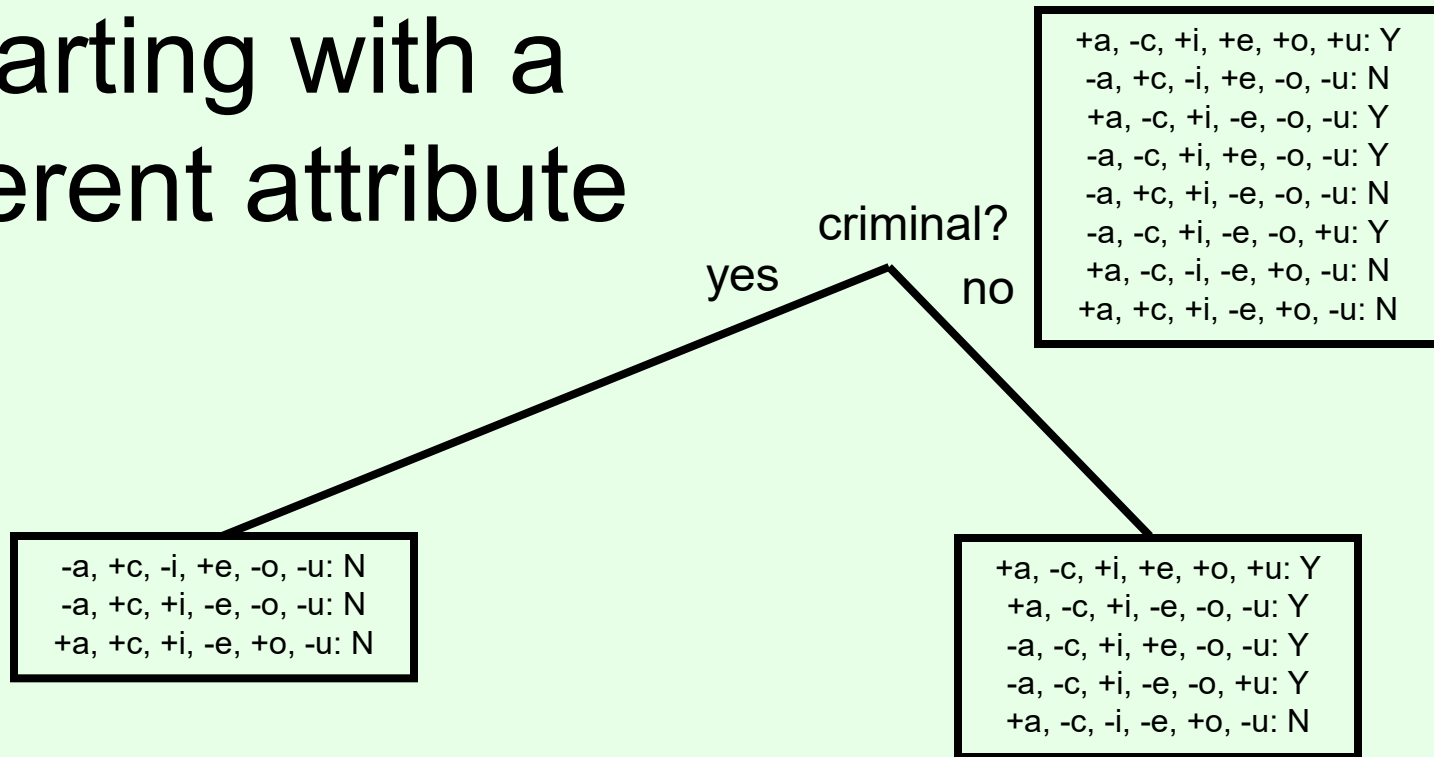 arting with a
erent attribute
+a, -c, +i, +e, +o, +u: Y
-a, +c, -i, +e, -o, -u: N
+a, -c, +i, -e, -o, -u: Y
-a, -c, +i, +e, -o, -u: Y
-a, +c, +i, -e, -o, -u: N
-a, -c, +i, -e, -o, +u: Y
+a, -c, -i, -e, +o, -u: N
+a, +c, +i, -e, +o, -u: N
criminal?
yes
no
-a, +c, -i, +e, -o, -u: N
-a, +c, +i, -e, -o, -u: N
+a, +c, +i, -e, +o, -u: N
+a, -c, +i, +e, +o, +u: Y
+a, -c, +i, -e, -o, -u: Y
-a, -c, +i, +e, -o, -u: Y
-a, -c, +i, -e, -o, +u: Y
+a, -c, -i, -e, +o, -u: N